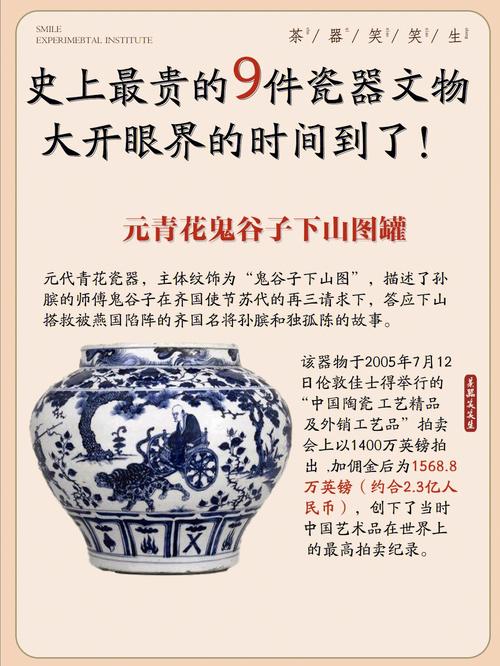 SMILE
EXPERIMEBTAL INSTITUTE
茶/器/笑/笑/生
史上最贵的9件瓷器文物
大开眼界的时间到了!
元青花鬼谷子下山图罐
元代青花瓷器，主体纹饰为“鬼谷子下山图”，描述了孙
膑的师傅鬼谷子在齐国使节苏代的再三请求下，答应下山
搭救被燕国陷阵的齐国名将孙膑和独孤陈的故事。
该器物于2005年7月12
日伦敦佳士得举行的
“中国陶瓷工艺精品
及外销工艺品”拍卖
会上以1400万英镑拍
出,加佣金后为1568.8
万英镑（约合2.3亿人
民币），创下了当时
中国艺术品在世界上
的最高拍卖纪录。
茶器笑笑生